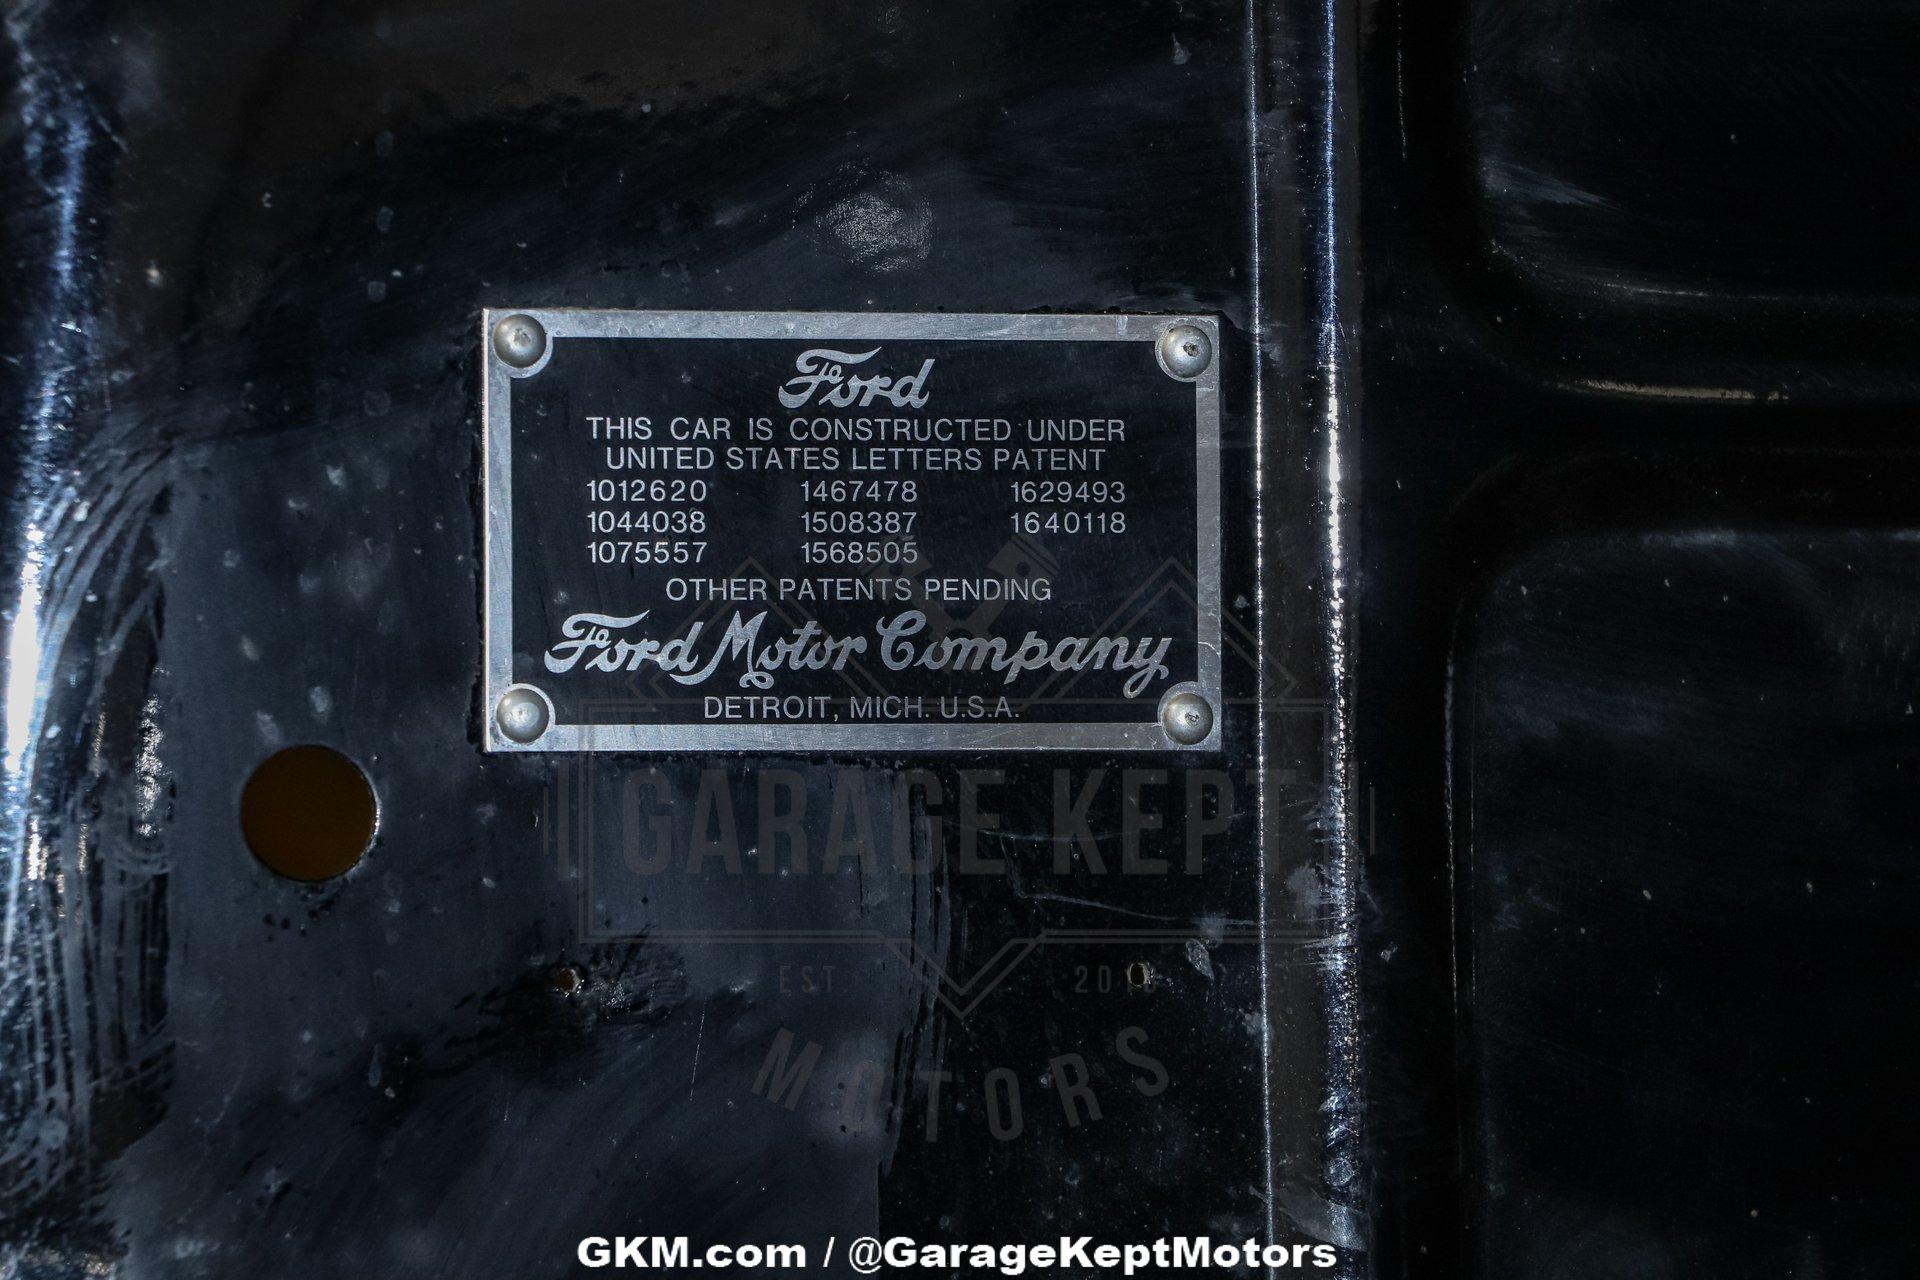 Ford
THIS CAR IS CONSTRUCTED UNDER
UNITED STATES LETTERS PATENT
1012620 1467478 1629493
1044038 1508387 1640118
1075557 1568505
OTHER PATENTS PENDING
Ford Motor Company
DETROIT, MICH. U.S.A.
GARAGE KEPT
EST.
MOTORS
GKM.com / @GarageKeptMotors